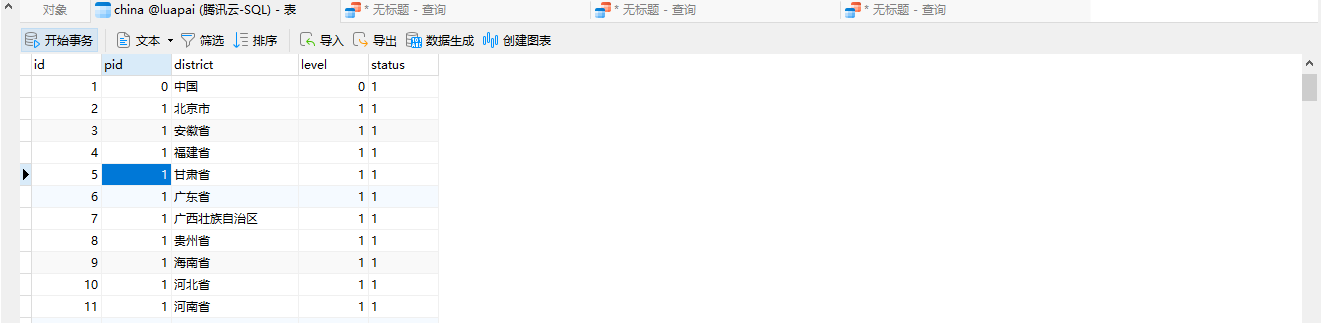 对象 china @luapai (腾讯云-SQL) - 表 * 无标题 - 查询 * 无标题 - 查询 * 无标题 - 查询
开始事务 文本 筛选 排序 导入 导出 数据生成 创建图表
id pid district level status
1 0 中国 0 1
2 1 北京市 1 1
3 1 安徽省 1 1
4 1 福建省 1 1
5 1 甘肃省 1 1
6 1 广东省 1 1
7 1 广西壮族自治区 1 1
8 1 贵州省 1 1
9 1 海南省 1 1
10 1 河北省 1 1
11 1 河南省 1 1